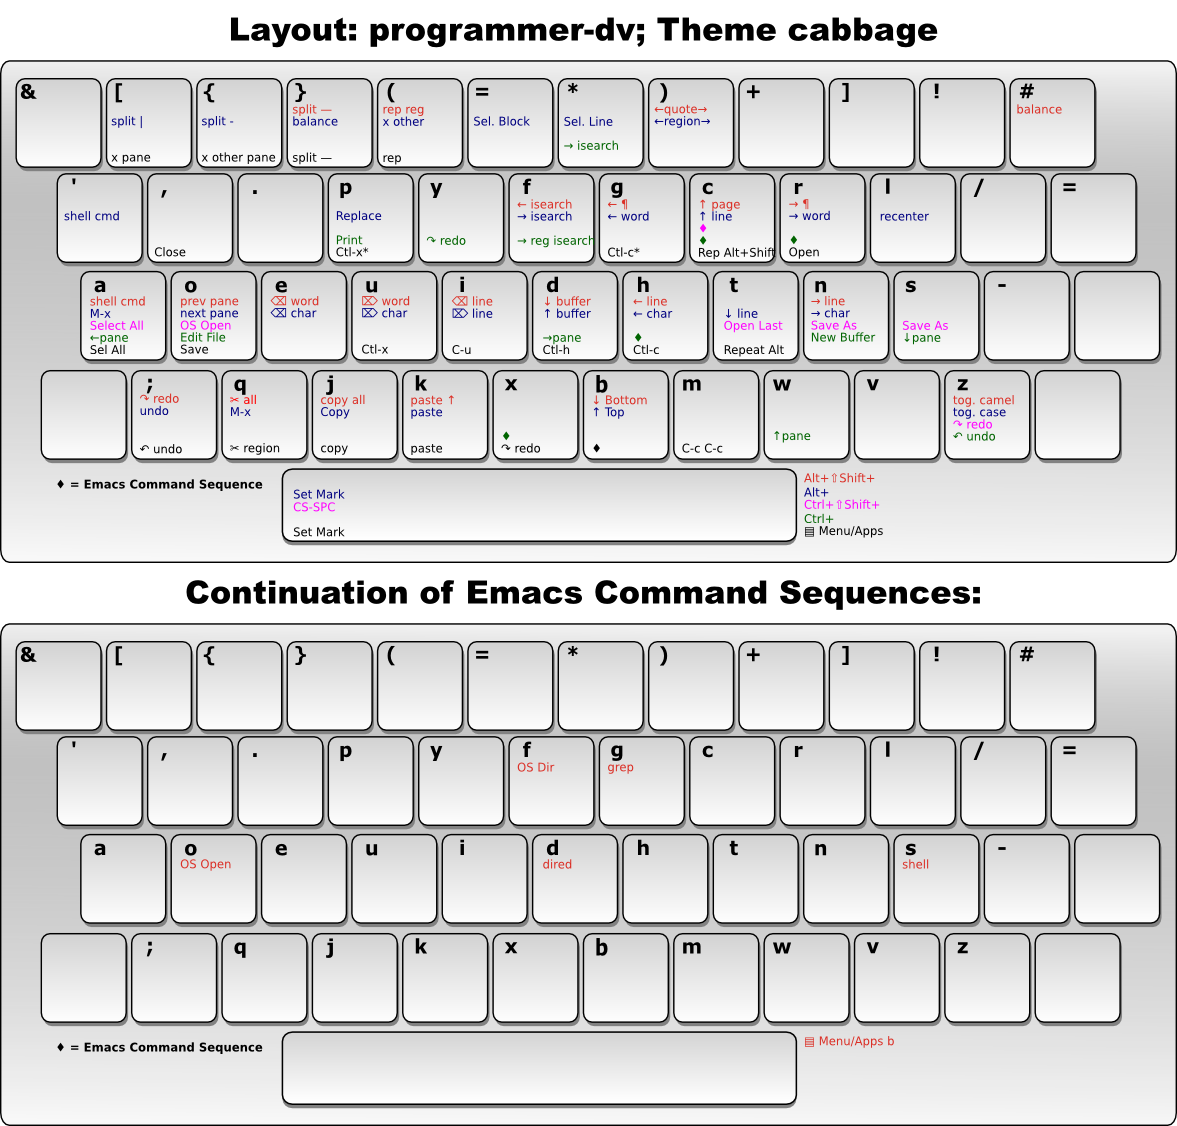 Layout: programmer-dv; Theme cabbage
& [ { } ( = * ) + ] ! #
split — rep reg ←quote→ balance
split | split - balance x other Sel. Block Sel. Line ←region→
→ isearch
x pane x other pane split — rep
' , . p y f g c r l / =
← isearch ← ¶ ↑ page → ¶
shell cmd Replace → isearch ← word ↑ line → word recenter
♦
Print ↷ redo → reg isearch ♦ ♦
Close Ctl-x* Ctl-c* Rep Alt+Shift Open
a o e u i d h t n s -
shell cmd prev pane ⌫ word ⌦ word ⌫ line ↓ buffer ← line → line
M-x next pane ⌫ char ⌦ char ⌦ line ↑ buffer ← char ↓ line → char
Select All OS Open Open Last Save As Save As
←pane Edit File →pane ♦ New Buffer ↓pane
Sel All Save Ctl-x C-u Ctl-h Ctl-c Repeat Alt
; q j k x b m w v z
↷ redo ✂ all copy all paste ↑ ↓ Bottom tog. camel
undo M-x Copy paste ↑ Top tog. case
↷ redo
♦ ↑pane ↶ undo
↶ undo ✂ region copy paste ↷ redo ♦ C-c C-c
♦ = Emacs Command Sequence
Set Mark
CS-SPC
Set Mark
Alt+⇧Shift+
Alt+
Ctrl+⇧Shift+
Ctrl+
▤ Menu/Apps
Continuation of Emacs Command Sequences:
& [ { } ( = * ) + ] ! #
' , . p y f g c r l / =
OS Dir grep
a o e u i d h t n s -
OS Open dired shell
; q j k x b m w v z
♦ = Emacs Command Sequence
▤ Menu/Apps b